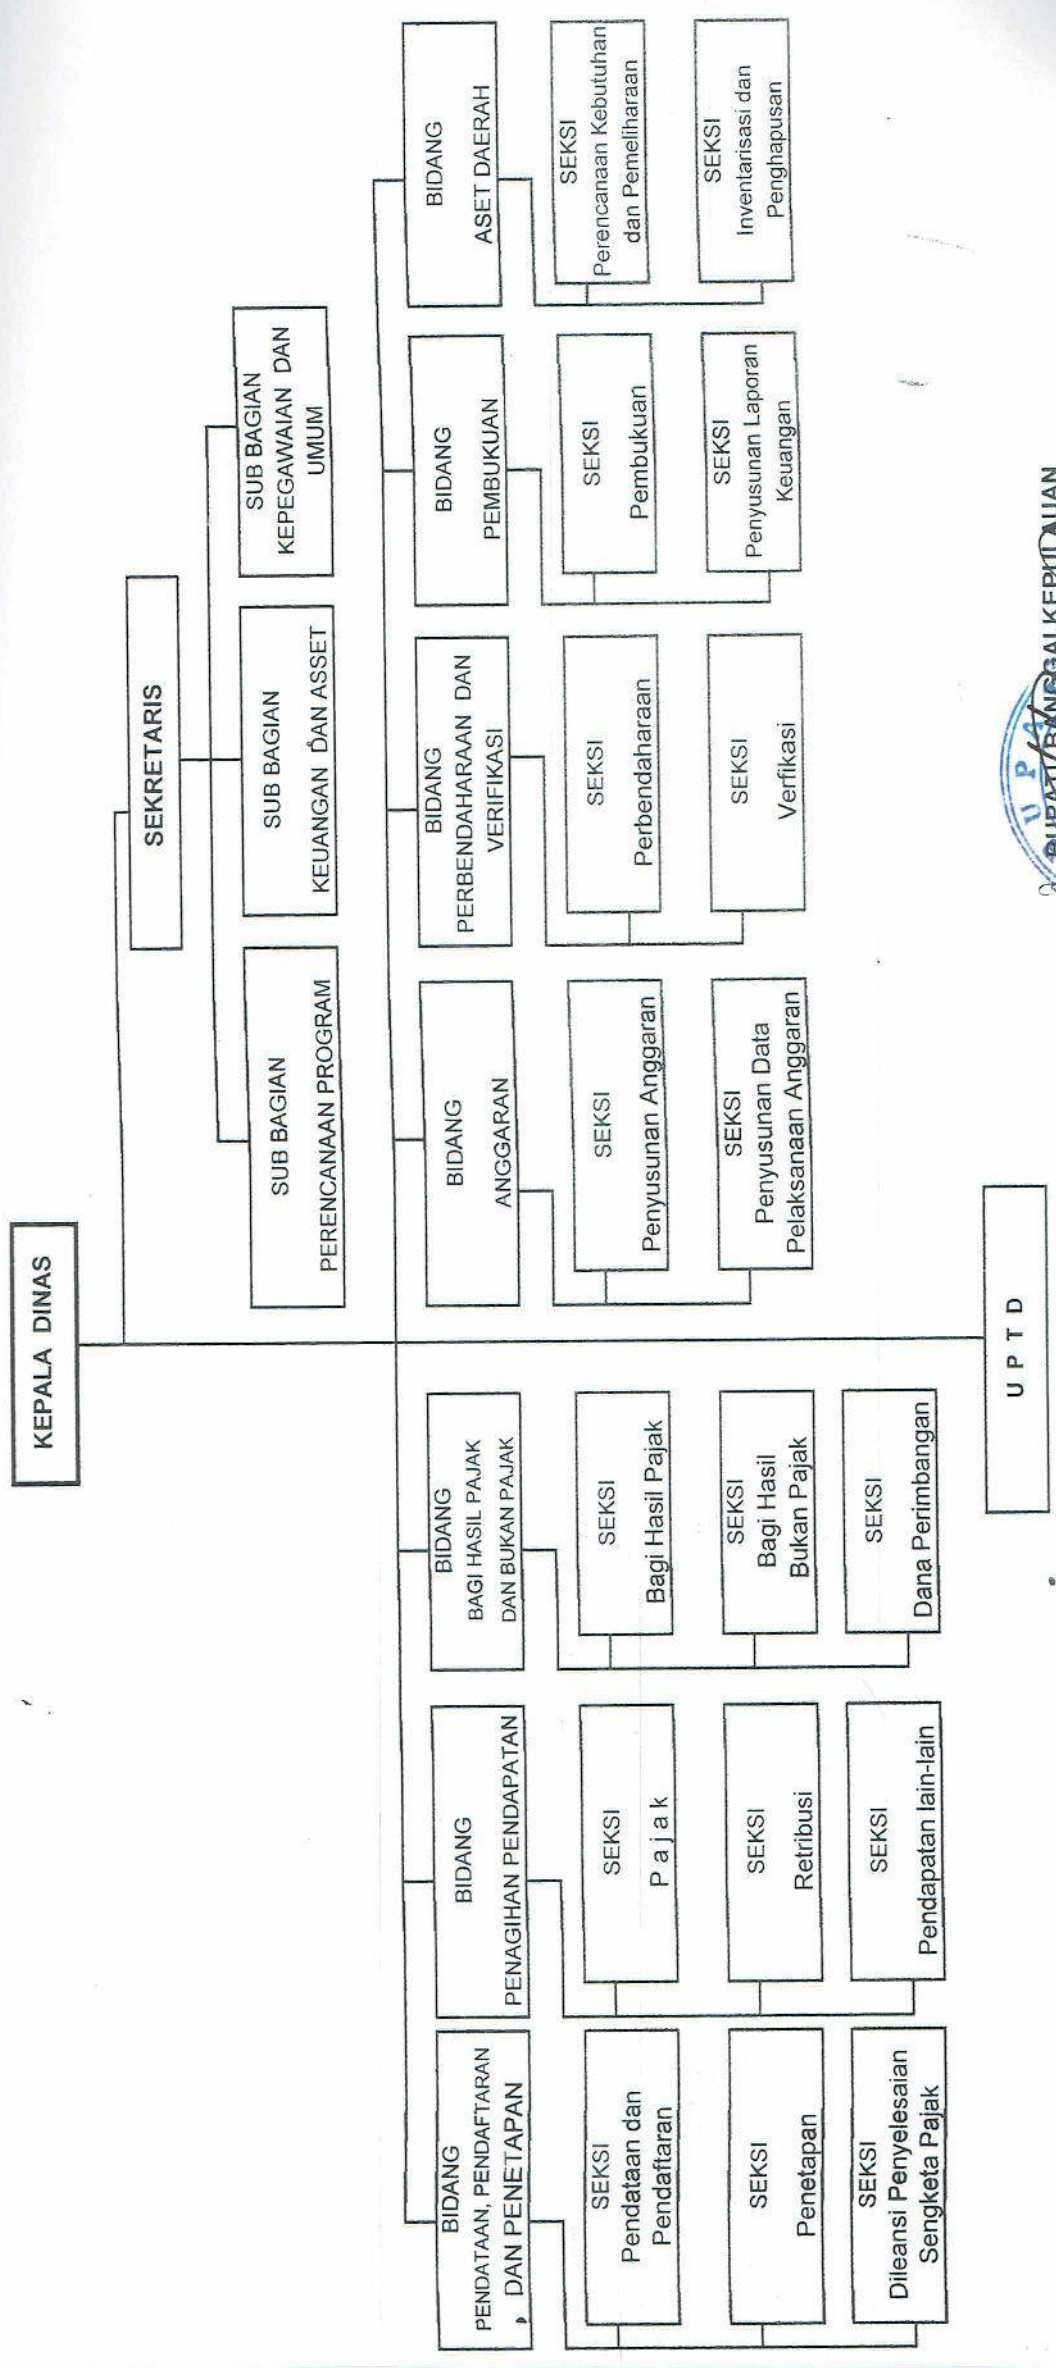 KEPALA DINAS
SEKRETARIS
SUB BAGIAN
PERENCANAAN PROGRAM
SUB BAGIAN
KEUANGAN DAN ASSET
SUB BAGIAN
KEPEGAWAIAN DAN
UMUM
BIDANG
PENDATAAN, PENDAFTARAN
DAN PENETAPAN
SEKSI
Pendataan dan
Pendaftaran
SEKSI
Penetapan
SEKSI
Dileansi Penyelesaian
Sengketa Pajak
BIDANG
PENAGIHAN PENDAPATAN
SEKSI
P a j a k
SEKSI
Retribusi
SEKSI
Pendapatan lain-lain
BIDANG
BAGI HASIL PAJAK
DAN BUKAN PAJAK
SEKSI
Bagi Hasil Pajak
SEKSI
Bagi Hasil
Bukan Pajak
SEKSI
Dana Perimbangan
BIDANG
ANGGARAN
SEKSI
Penyusunan Anggaran
SEKSI
Penyusunan Data
Pelaksanaan Anggaran
BIDANG
PERBENDAHARAAN DAN
VERIFIKASI
SEKSI
Perbendaharaan
SEKSI
Verfikasi
BIDANG
PEMBUKUAN
SEKSI
Pembukuan
SEKSI
Penyusunan Laporan
Keuangan
BIDANG
ASET DAERAH
SEKSI
Perencanaan Kebutuhan
dan Pemeliharaan
SEKSI
Inventarisasi dan
Penghapusan
U P T D
BUPATI BANGGAI KEPULAUAN